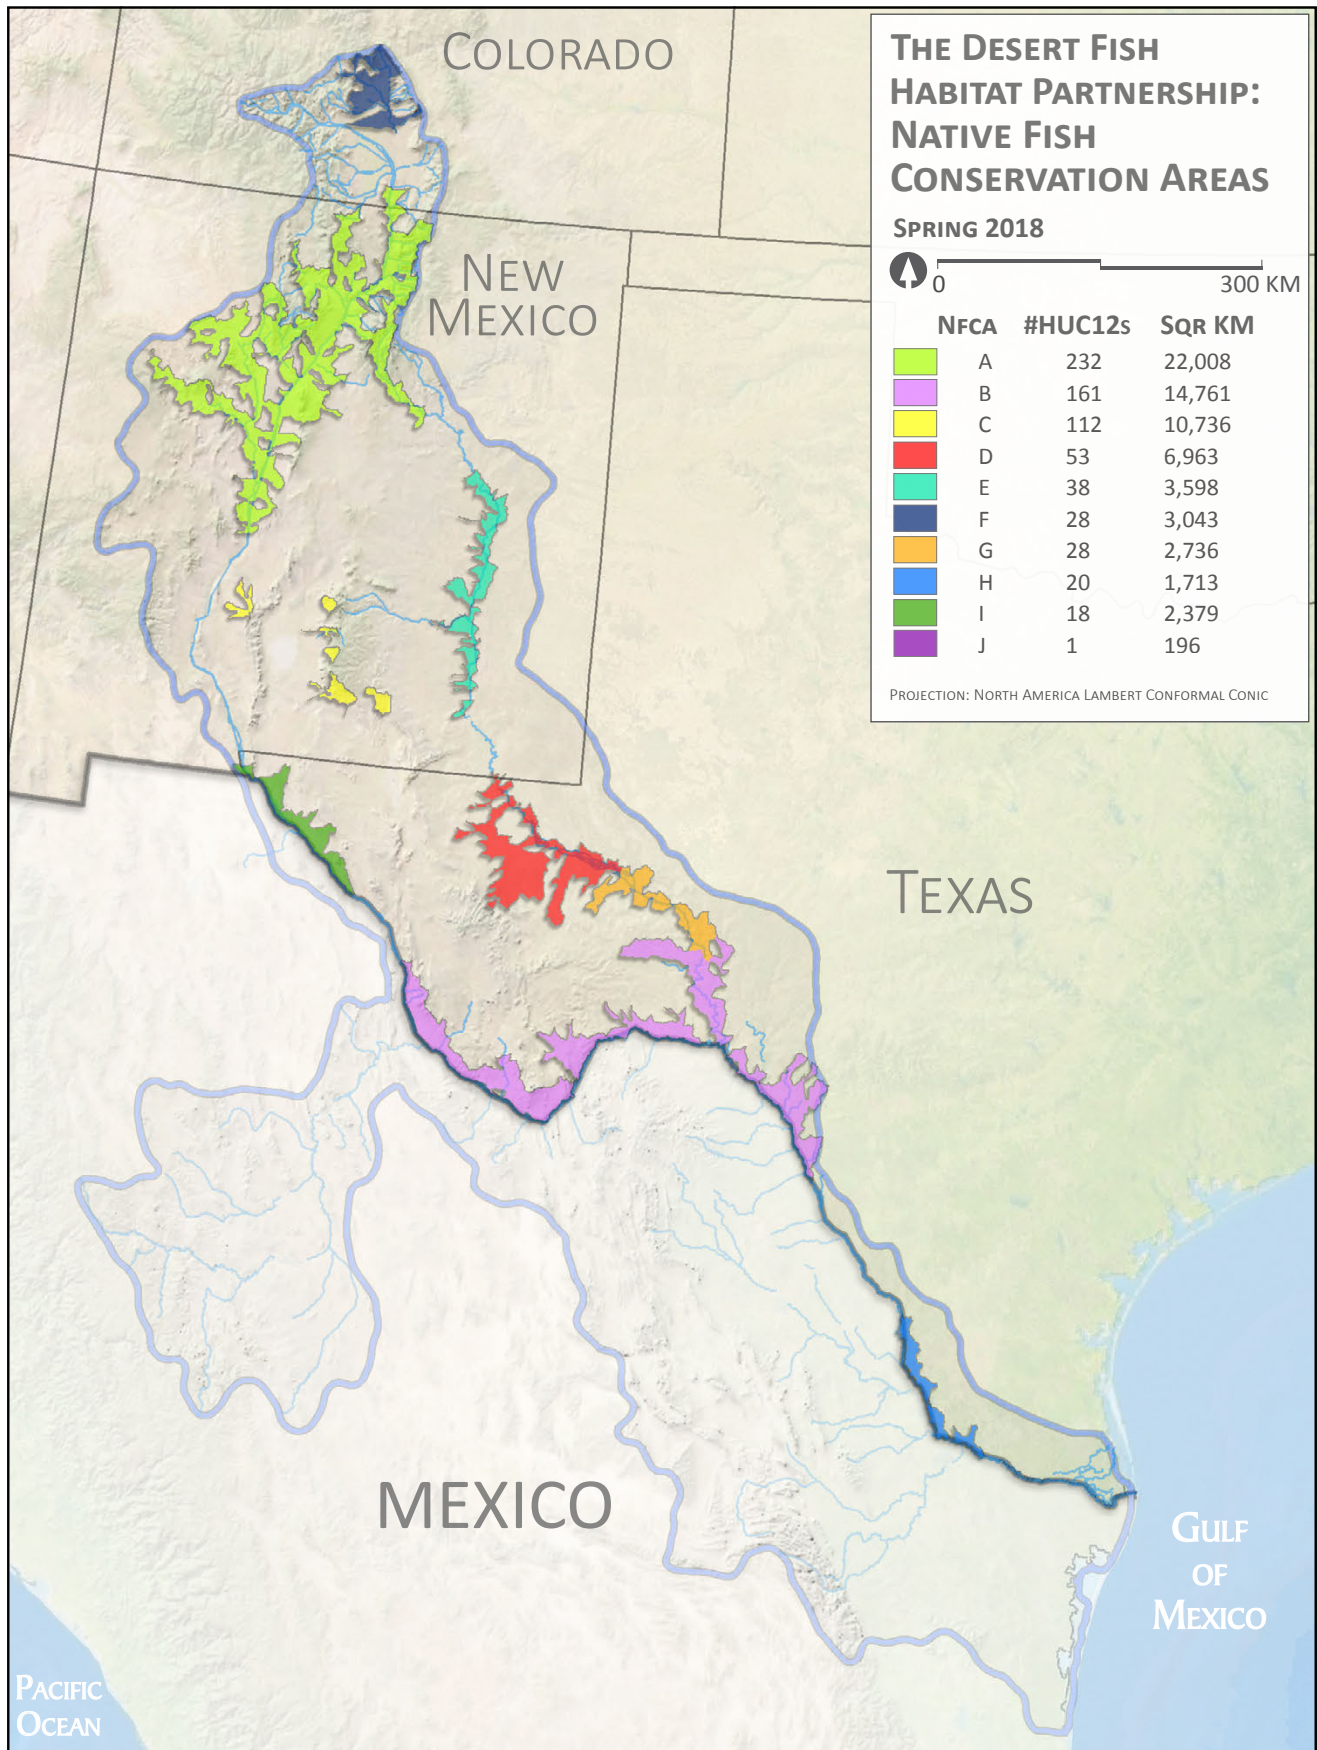 COLORADO
NEW
MEXICO
TEXAS
MEXICO
GULF
OF
MEXICO
PACIFIC
OCEAN
THE DESERT FISH
HABITAT PARTNERSHIP:
NATIVE FISH
CONSERVATION AREAS
SPRING 2018
0 300 KM
NFCA #HUC12S SQR KM
A 232 22,008
B 161 14,761
C 112 10,736
D 53 6,963
E 38 3,598
F 28 3,043
G 28 2,736
H 20 1,713
I 18 2,379
J 1 196
PROJECTION: NORTH AMERICA LAMBERT CONFORMAL CONIC